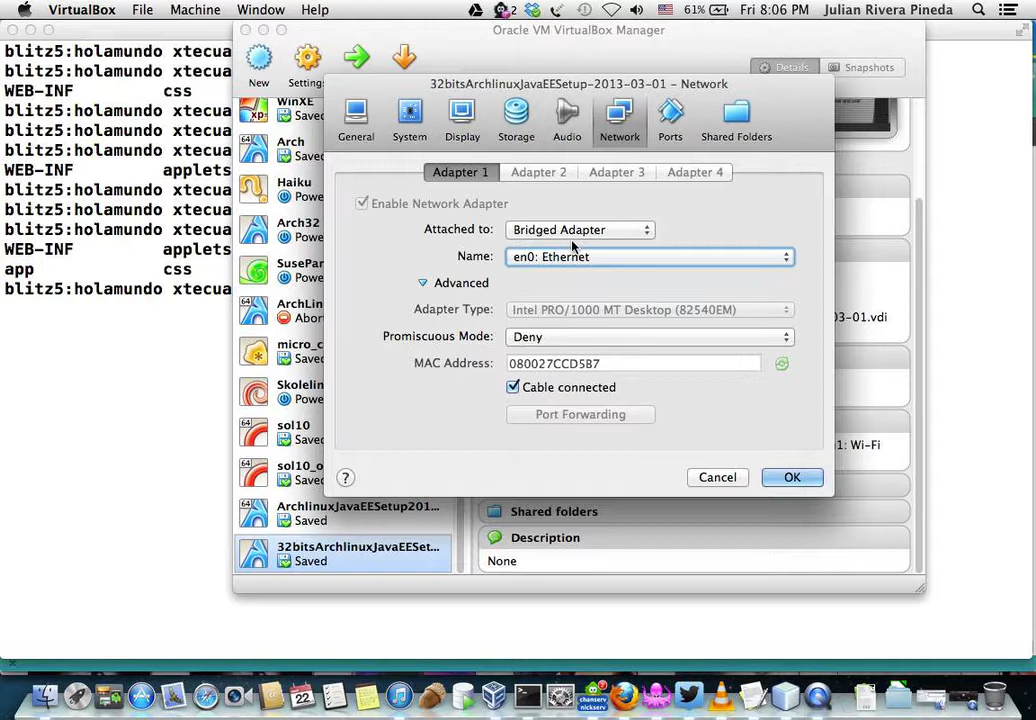 VirtualBox File Machine Window Help
2 61% Fri 8:06 PM Julian Rivera Pineda
Oracle VM VirtualBox Manager
blitz5:holamundo xtecua
blitz5:holamundo xtecua
WEB-INF css
blitz5:holamundo xtecua
blitz5:holamundo xtecua
blitz5:holamundo xtecua
WEB-INF applets
blitz5:holamundo xtecua
blitz5:holamundo xtecua
blitz5:holamundo xtecua
WEB-INF applets
app css
blitz5:holamundo xtecua
New
Setting
Details
Snapshots
WinXE
Saved
Arch
Saved
Haiku
Powe
Arch32
Powe
SusePar
Powe
ArchLin
Abor
micro_c
Saved
Skolelin
Powe
sol10
Saved
sol10_o
Saved
ArchlinuxJavaEESetup201...
Saved
32bitsArchlinuxJavaEESet...
Saved
32bitsArchlinuxJavaEESetup-2013-03-01 – Network
General System Display Storage Audio Network Ports Shared Folders
Adapter 1 Adapter 2 Adapter 3 Adapter 4
Enable Network Adapter
Attached to: Bridged Adapter
Name: en0: Ethernet
Advanced
Adapter Type: Intel PRO/1000 MT Desktop (82540EM)
Promiscuous Mode: Deny
MAC Address: 080027CCD5B7
Cable connected
Port Forwarding
? Cancel OK
03-01.vdi
1: Wi-Fi
Shared folders
Description
None